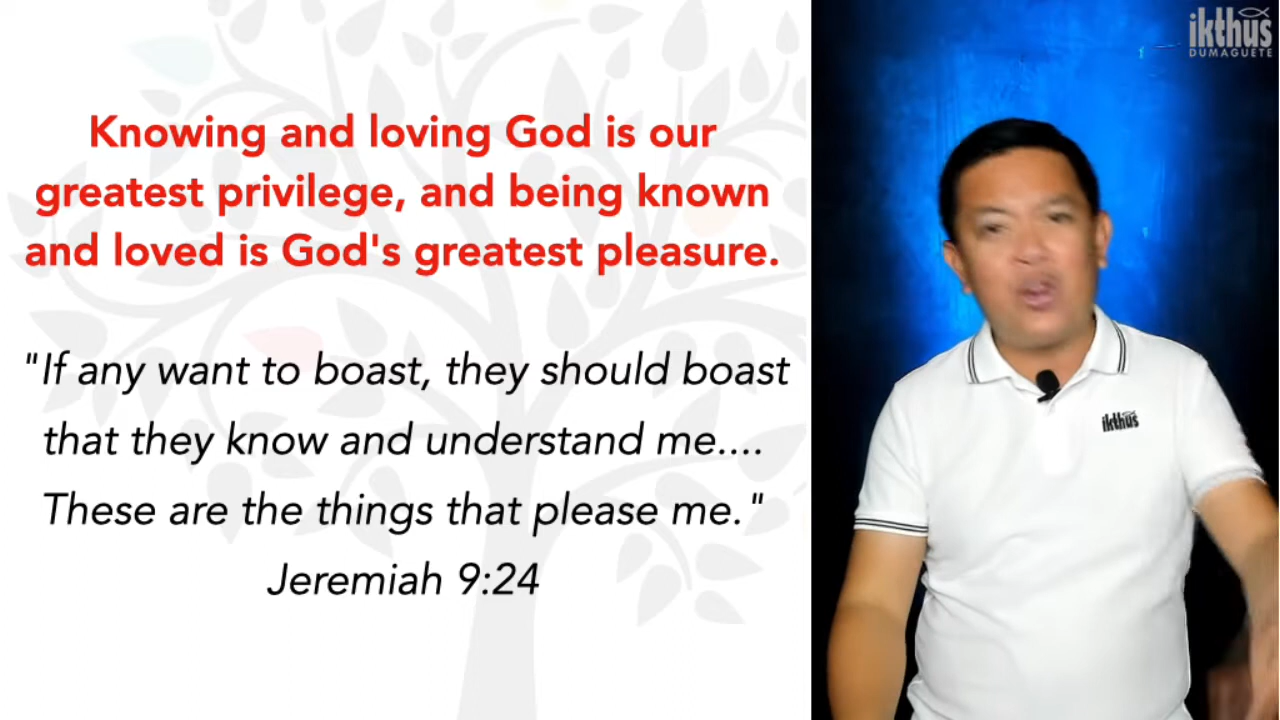 Knowing and loving God is our
greatest privilege, and being known
and loved is God's greatest pleasure.
"If any want to boast, they should boast
that they know and understand me....
These are the things that please me."
Jeremiah 9:24
ikthus
DUMAGUETE
ikthus